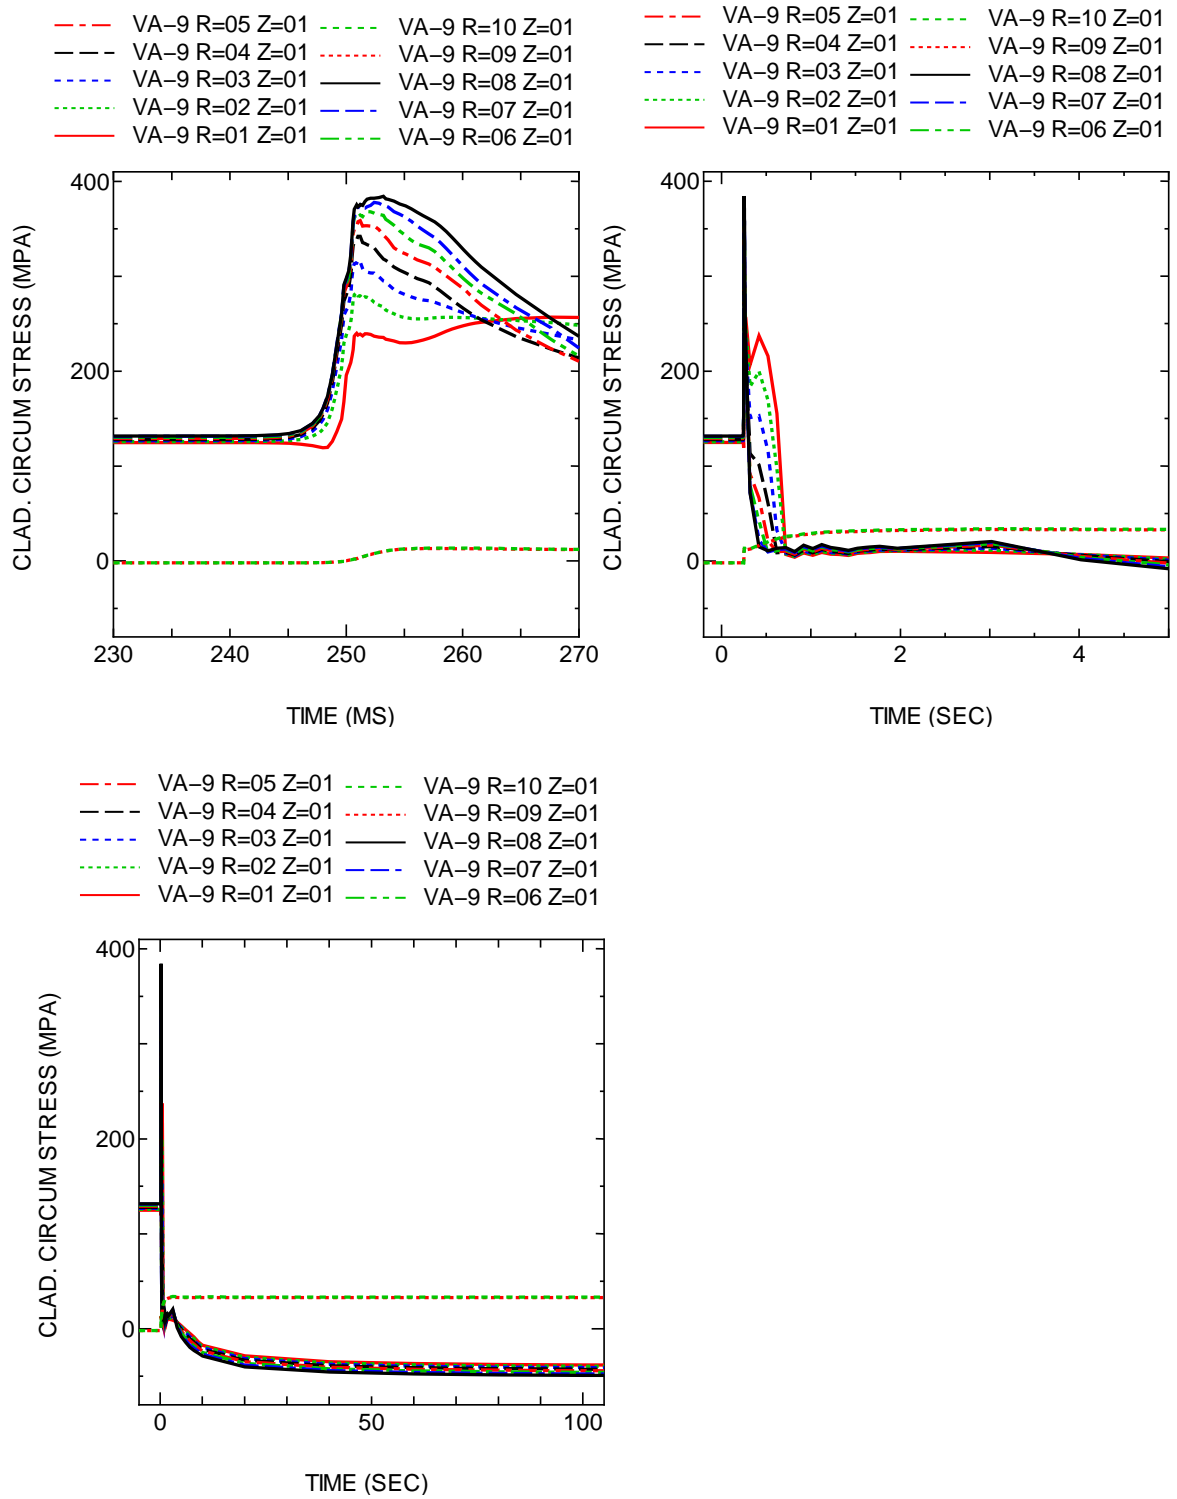 VA-9 R=05 Z=01 VA-9 R=10 Z=01
VA-9 R=04 Z=01 VA-9 R=09 Z=01
VA-9 R=03 Z=01 VA-9 R=08 Z=01
VA-9 R=02 Z=01 VA-9 R=07 Z=01
VA-9 R=01 Z=01 VA-9 R=06 Z=01
CLAD. CIRCUM STRESS (MPA)
400
200
0
230 240 250 260 270
TIME (MS)
VA-9 R=05 Z=01 VA-9 R=10 Z=01
VA-9 R=04 Z=01 VA-9 R=09 Z=01
VA-9 R=03 Z=01 VA-9 R=08 Z=01
VA-9 R=02 Z=01 VA-9 R=07 Z=01
VA-9 R=01 Z=01 VA-9 R=06 Z=01
CLAD. CIRCUM STRESS (MPA)
400
200
0
0 2 4
TIME (SEC)
VA-9 R=05 Z=01 VA-9 R=10 Z=01
VA-9 R=04 Z=01 VA-9 R=09 Z=01
VA-9 R=03 Z=01 VA-9 R=08 Z=01
VA-9 R=02 Z=01 VA-9 R=07 Z=01
VA-9 R=01 Z=01 VA-9 R=06 Z=01
CLAD. CIRCUM STRESS (MPA)
400
200
0
0 50 100
TIME (SEC)